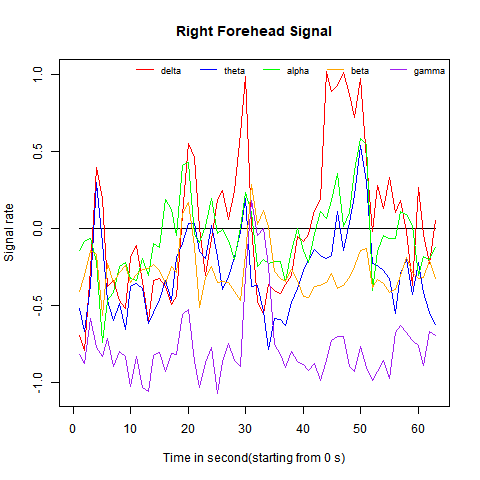 Right Forehead Signal
delta theta alpha beta gamma
Signal rate
1.0
0.5
0.0
-0.5
-1.0
0 10 20 30 40 50 60
Time in second(starting from 0 s)